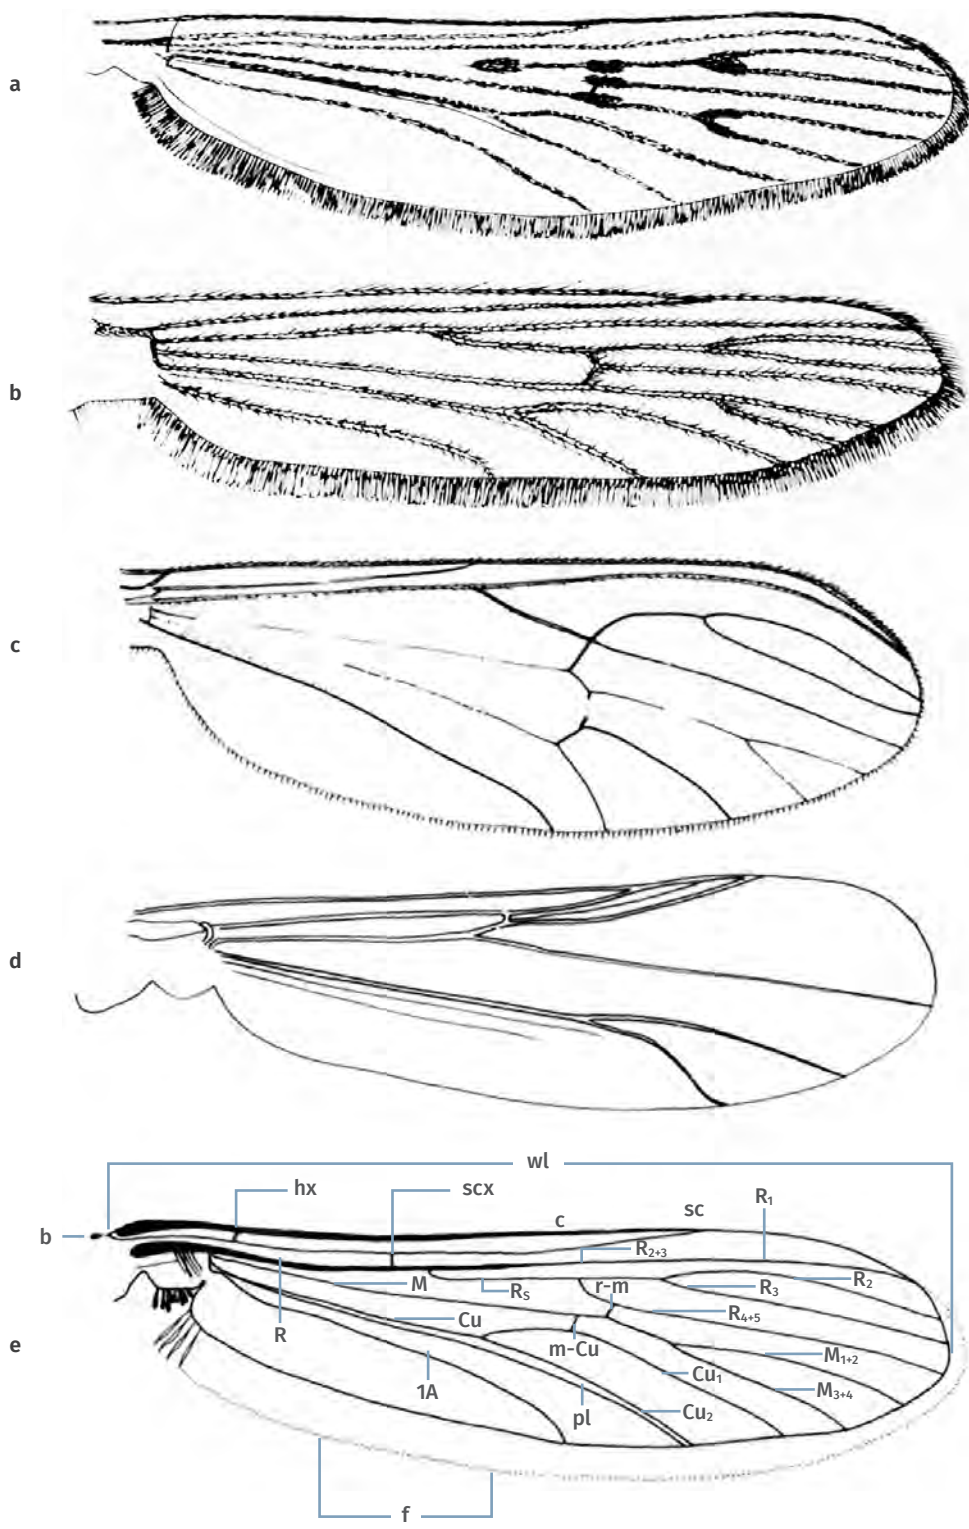 a
b
c
d
wl
hx scx R₁
b c sc
R₂₊₃
M Rₛ r-m R₃ R₂
R Cu m-Cu R₄₊₅
e
1A Cu₁ M₁₊₂
pl Cu₂ M₃₊₄
f